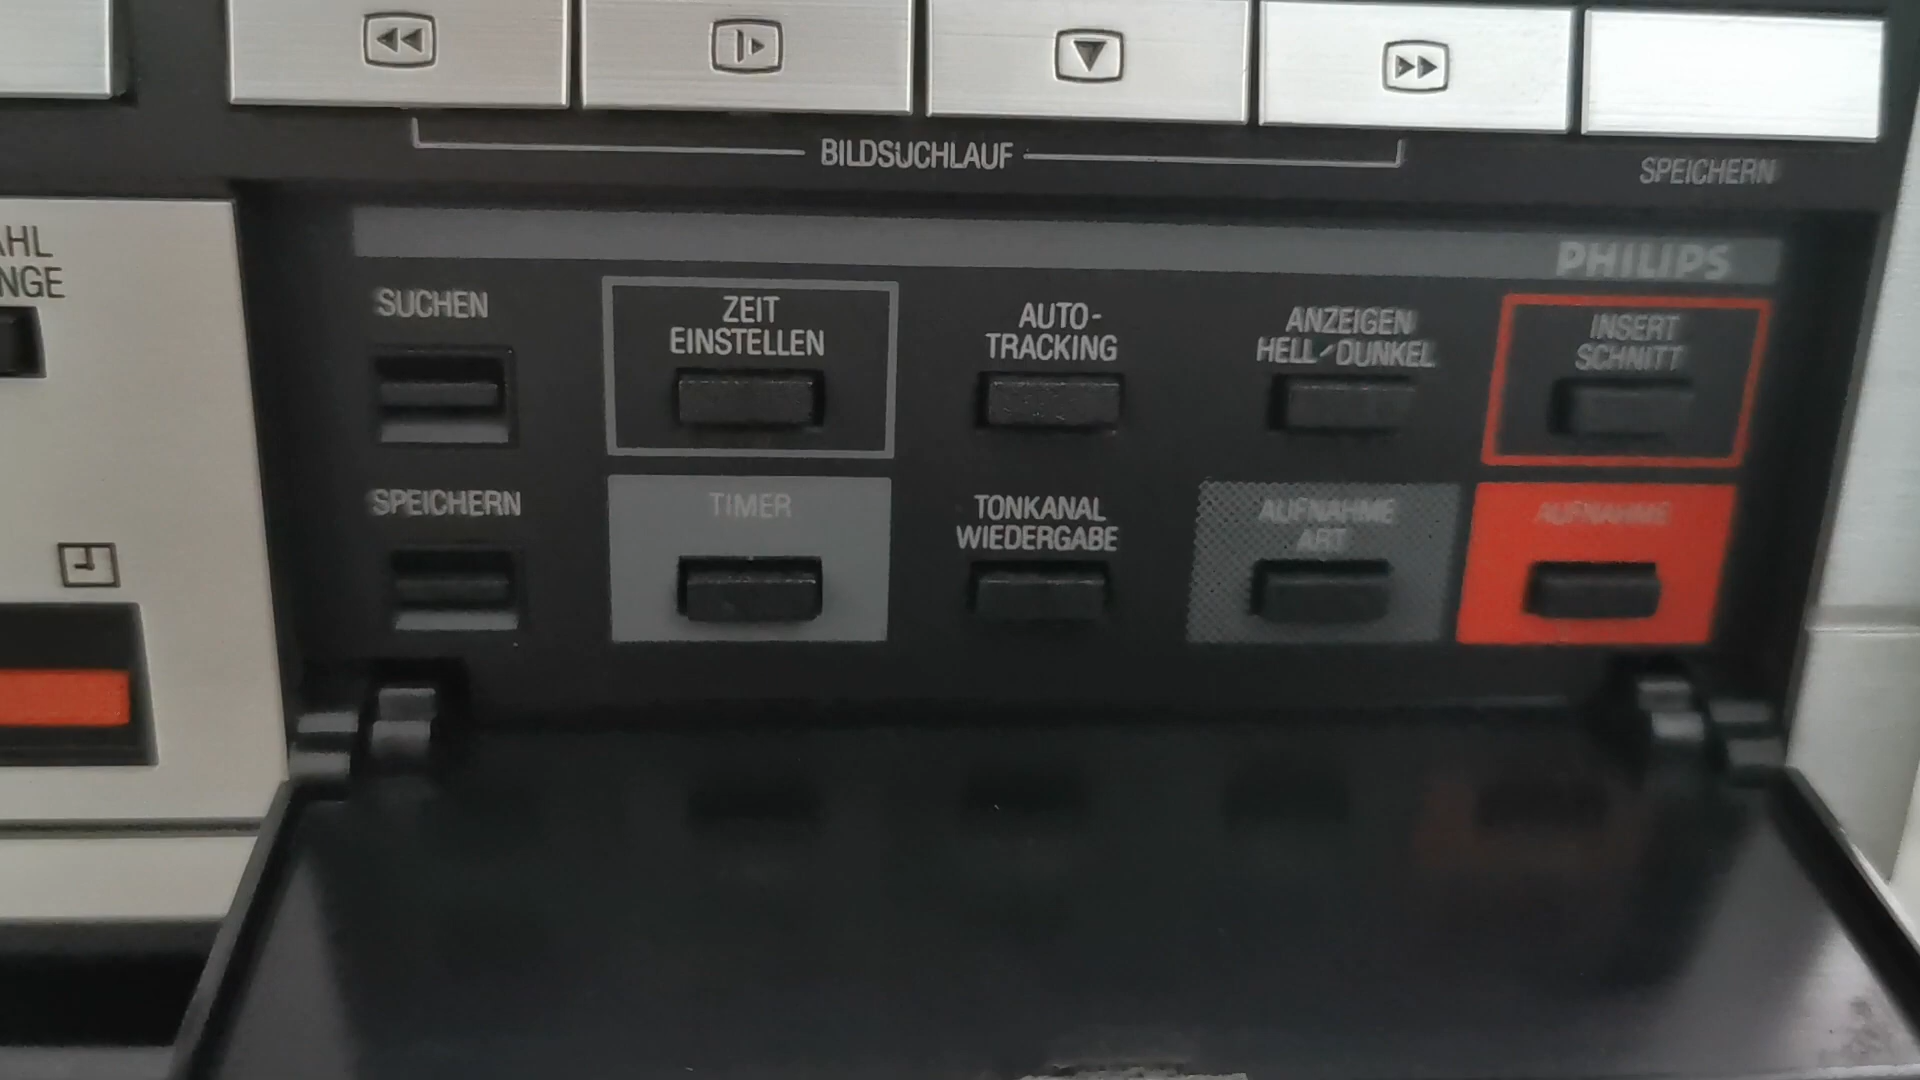 BILDSUCHLAUF
SPEICHERN
PHILIPS
AHL
NGE
SUCHEN
ZEIT
EINSTELLEN
AUTO-
TRACKING
ANZEIGEN
HELL/DUNKEL
INSERT
SCHNITT
SPEICHERN
TIMER
TONKANAL
WIEDERGABE
AUFNAHME
ART
AUFNAHME